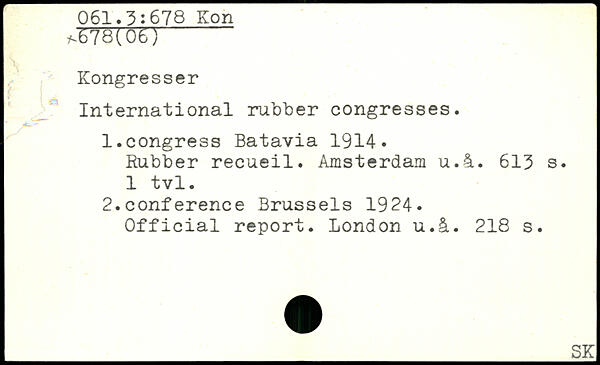 061.3:678 Kon
×678(06)
Kongresser
International rubber congresses.
1.congress Batavia 1914.
Rubber recueil. Amsterdam u.å. 613 s.
1 tvl.
2.conference Brussels 1924.
Official report. London u.å. 218 s.
SK